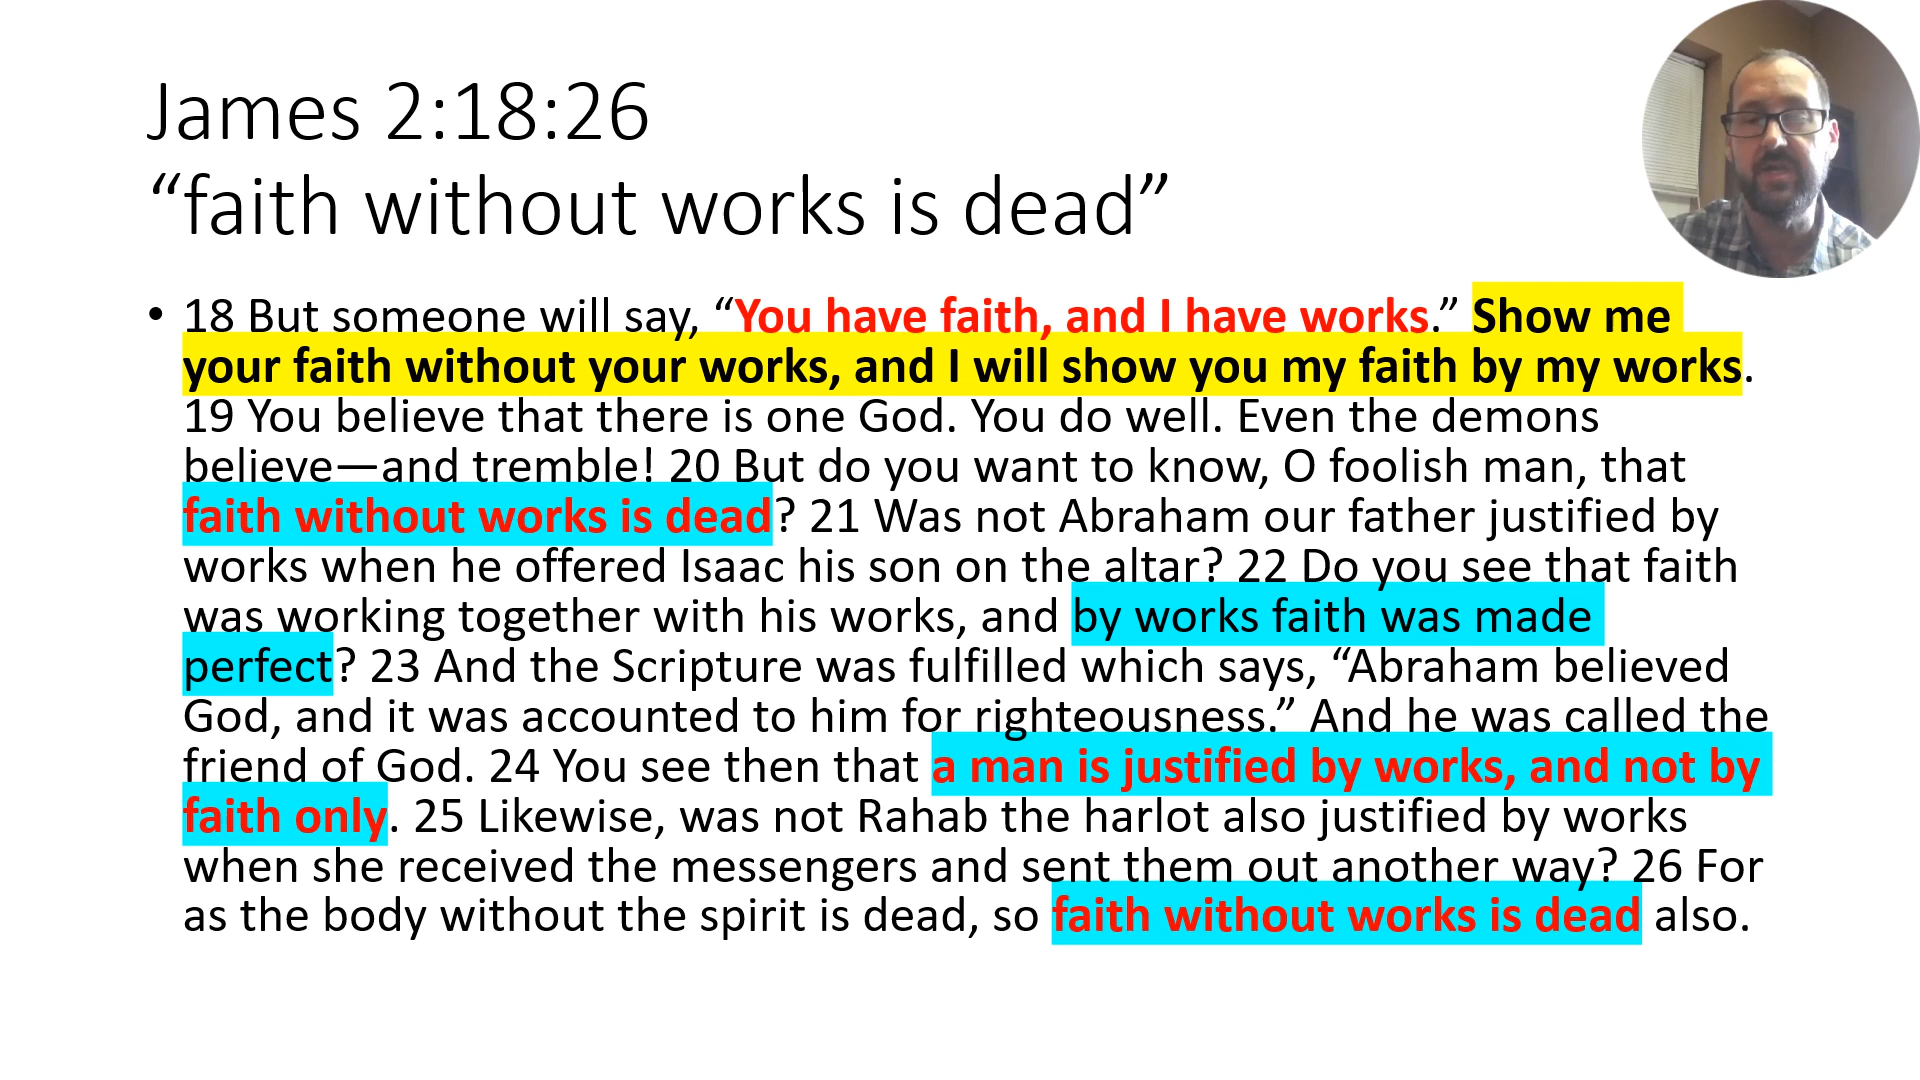 James 2:18:26
“faith without works is dead”
• 18 But someone will say, “You have faith, and I have works.” Show me
your faith without your works, and I will show you my faith by my works.
19 You believe that there is one God. You do well. Even the demons
believe—and tremble! 20 But do you want to know, O foolish man, that
faith without works is dead? 21 Was not Abraham our father justified by
works when he offered Isaac his son on the altar? 22 Do you see that faith
was working together with his works, and by works faith was made
perfect? 23 And the Scripture was fulfilled which says, “Abraham believed
God, and it was accounted to him for righteousness.” And he was called the
friend of God. 24 You see then that a man is justified by works, and not by
faith only. 25 Likewise, was not Rahab the harlot also justified by works
when she received the messengers and sent them out another way? 26 For
as the body without the spirit is dead, so faith without works is dead also.